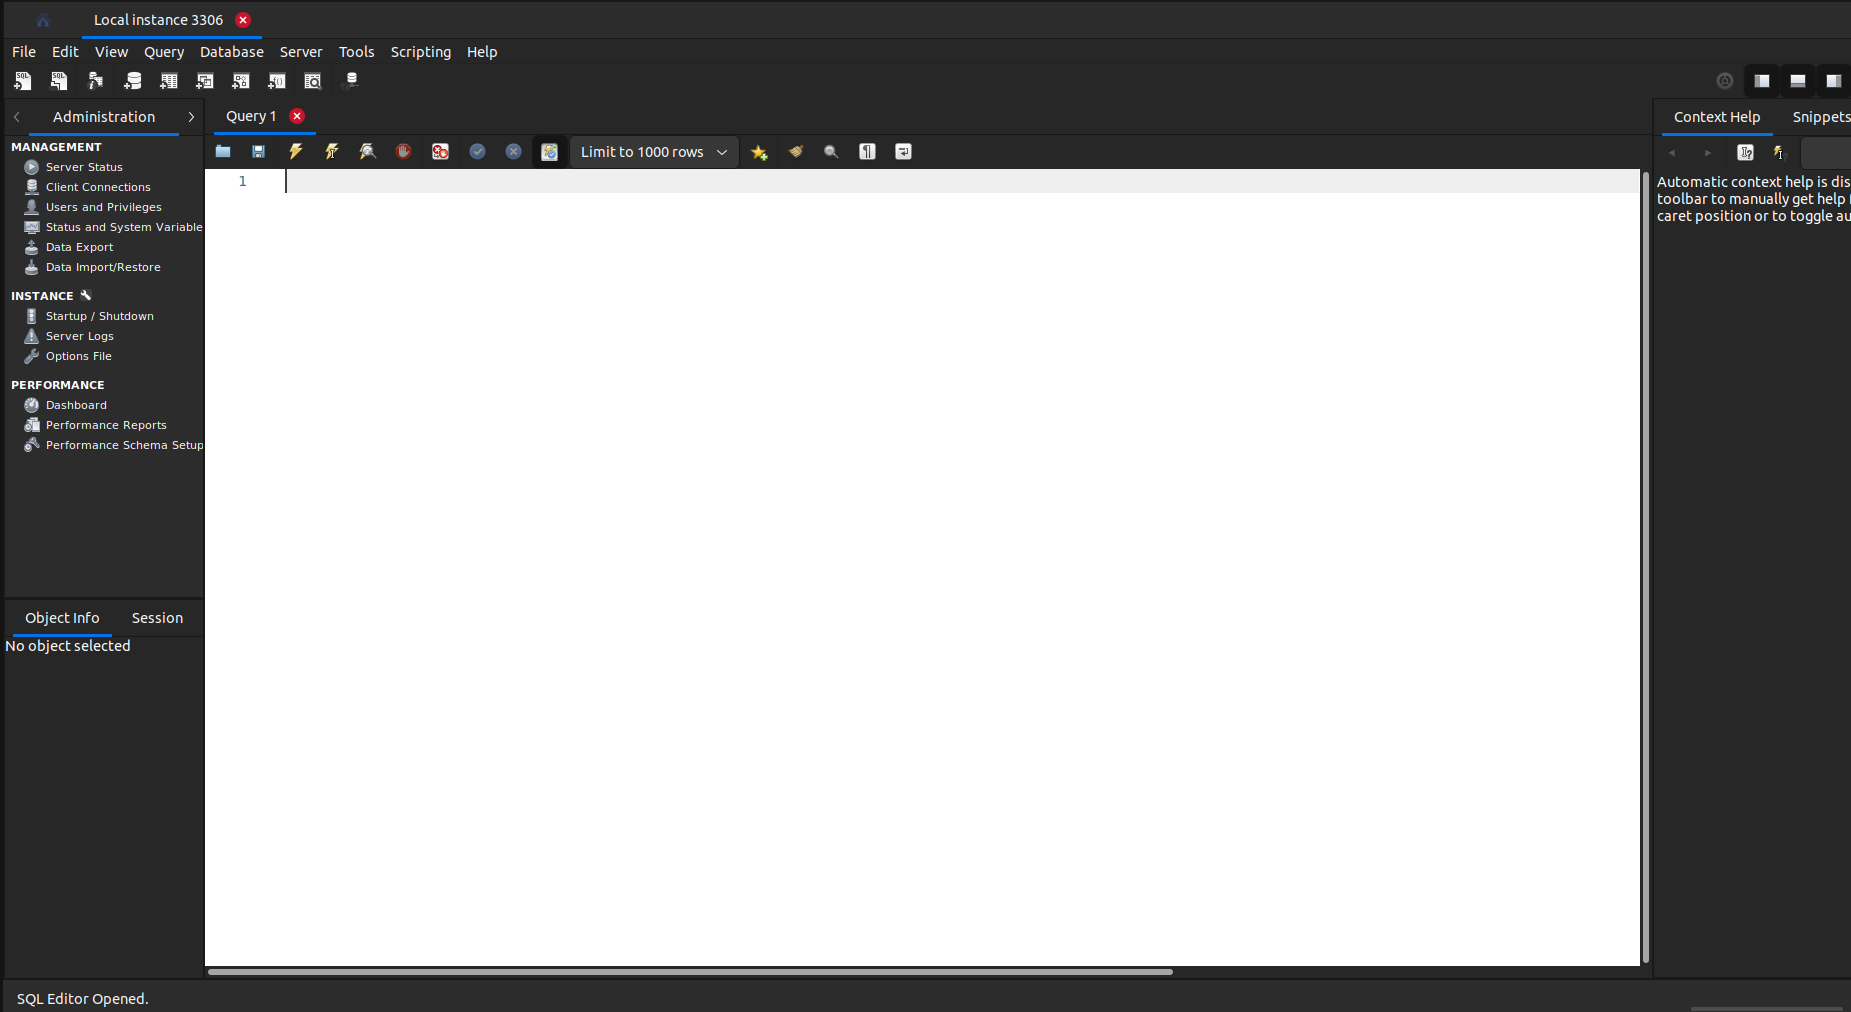 Local instance 3306
File Edit View Query Database Server Tools Scripting Help
Administration
Query 1
Context Help Snippets
MANAGEMENT
Server Status
Client Connections
Users and Privileges
Status and System Variable
Data Export
Data Import/Restore
INSTANCE
Startup / Shutdown
Server Logs
Options File
PERFORMANCE
Dashboard
Performance Reports
Performance Schema Setup
Object Info Session
No object selected
Limit to 1000 rows
1
Automatic context help is dis
toolbar to manually get help
caret position or to toggle au
SQL Editor Opened.